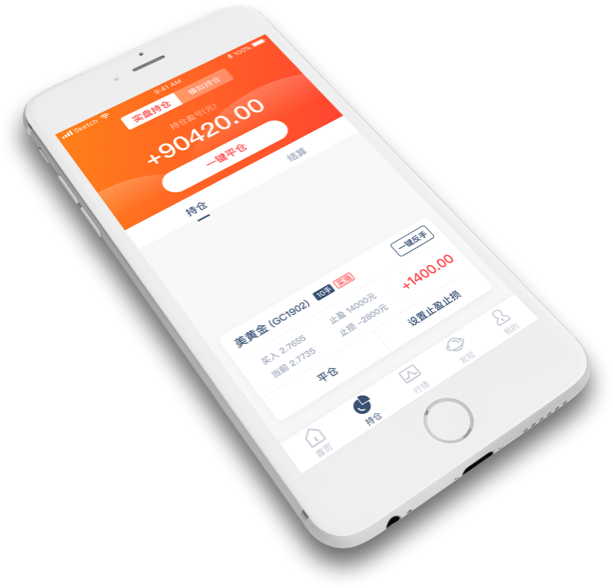 Sketch 9:41 AM 100%
实盘持仓 模拟持仓
持仓盈亏(元)
+90420.00
一键平仓
持仓 结算
美黄金 (GC1902) 10手 买涨 一键反手
买入 2.7655 止盈 14000元 +1400.00
当前 2.7735 止损 -2800元
平仓 设置止盈止损
首页 持仓 行情 发现 我的